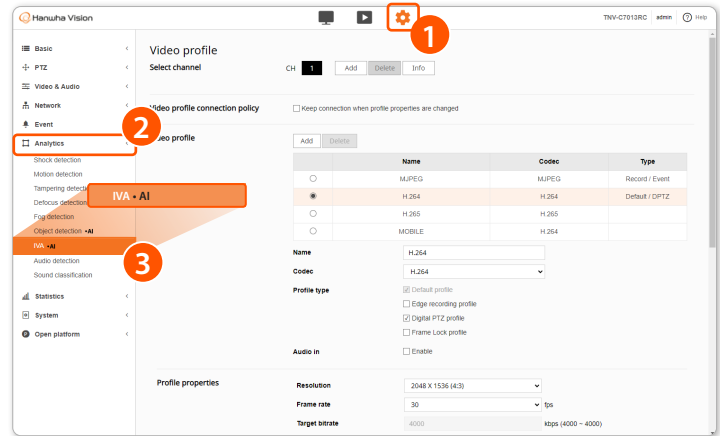 Hanwha Vision
TNV-C7013RC admin ? Help
1
Basic
PTZ
Video & Audio
Network
Event
2
Analytics
Shock detection
Motion detection
Tampering detecti
Defocus detection
Fog detection
Object detection •AI
IVA • AI
IVA •AI
3
Audio detection
Sound classification
Statistics
System
Open platform
Video profile
Select channel CH 1 Add Delete Info
Video profile connection policy Keep connection when profile properties are changed
deo profile Add Delete
Name Codec Type
MJPEG MJPEG Record / Event
H.264 H.264 Default / DPTZ
H.265 H.265
MOBILE H.264
Name H.264
Codec H.264
Profile type Default profile
Edge recording profile
Digital PTZ profile
Frame Lock profile
Audio in Enable
Profile properties Resolution 2048 X 1536 (4:3)
Frame rate 30 fps
Target bitrate 4000 kbps (4000 ~ 4000)